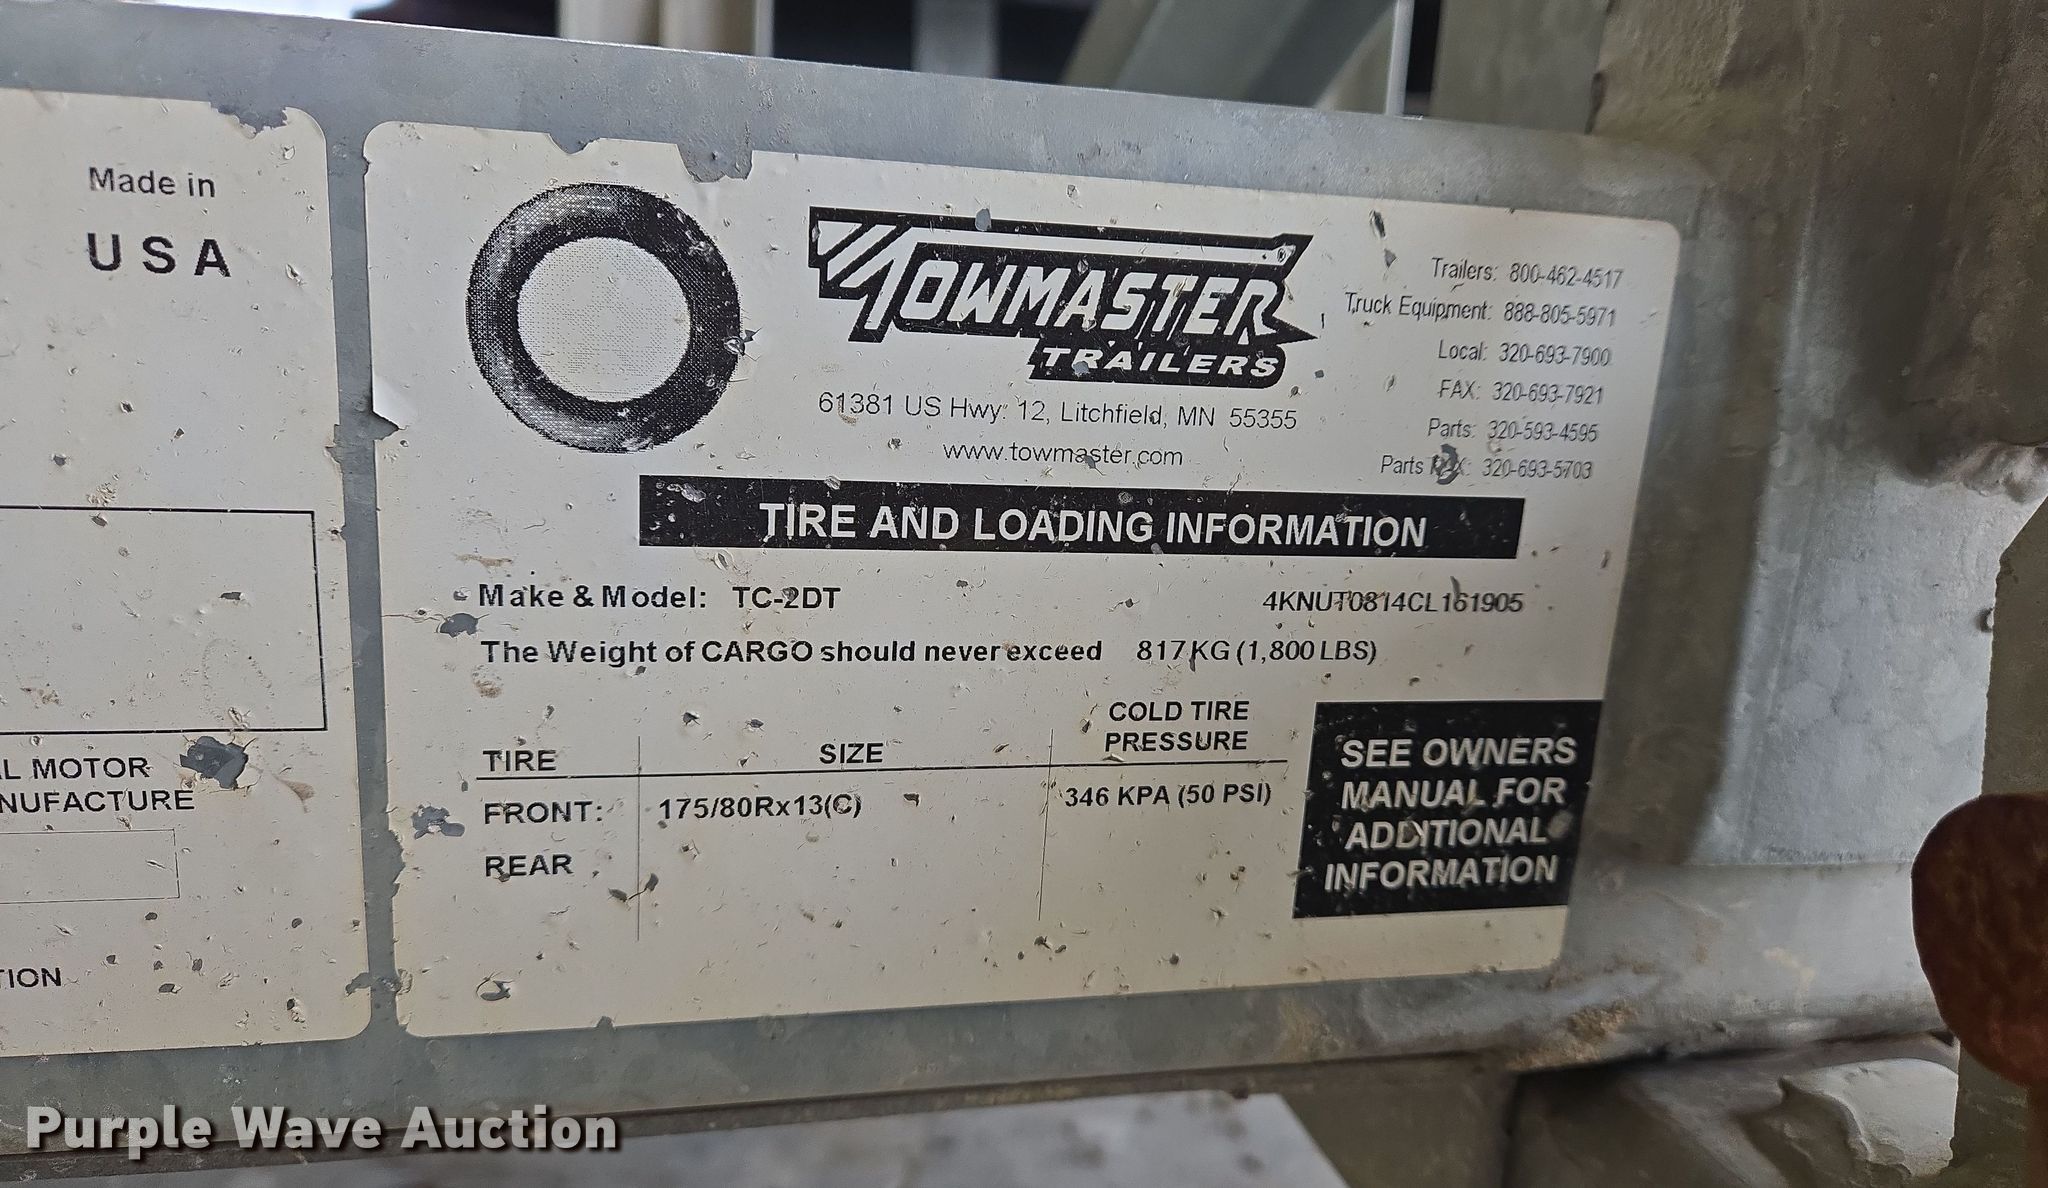 Made in
USA
L MOTOR
NUFACTURE
TION
TOWMASTER
TRAILERS
61381 US Hwy. 12, Litchfield, MN 55355
www.towmaster.com
Trailers: 800-462-4517
Truck Equipment: 888-805-5971
Local: 320-693-7900
FAX: 320-693-7921
Parts: 320-593-4595
Parts FAX: 320-693-5703
TIRE AND LOADING INFORMATION
Make & Model: TC-2DT 4KNUT0814CL161905
The Weight of CARGO should never exceed 817 KG (1,800 LBS)
TIRE SIZE COLD TIRE
PRESSURE
FRONT: 175/80Rx13(C) 346 KPA (50 PSI)
REAR
SEE OWNERS
MANUAL FOR
ADDITIONAL
INFORMATION
Purple Wave Auction